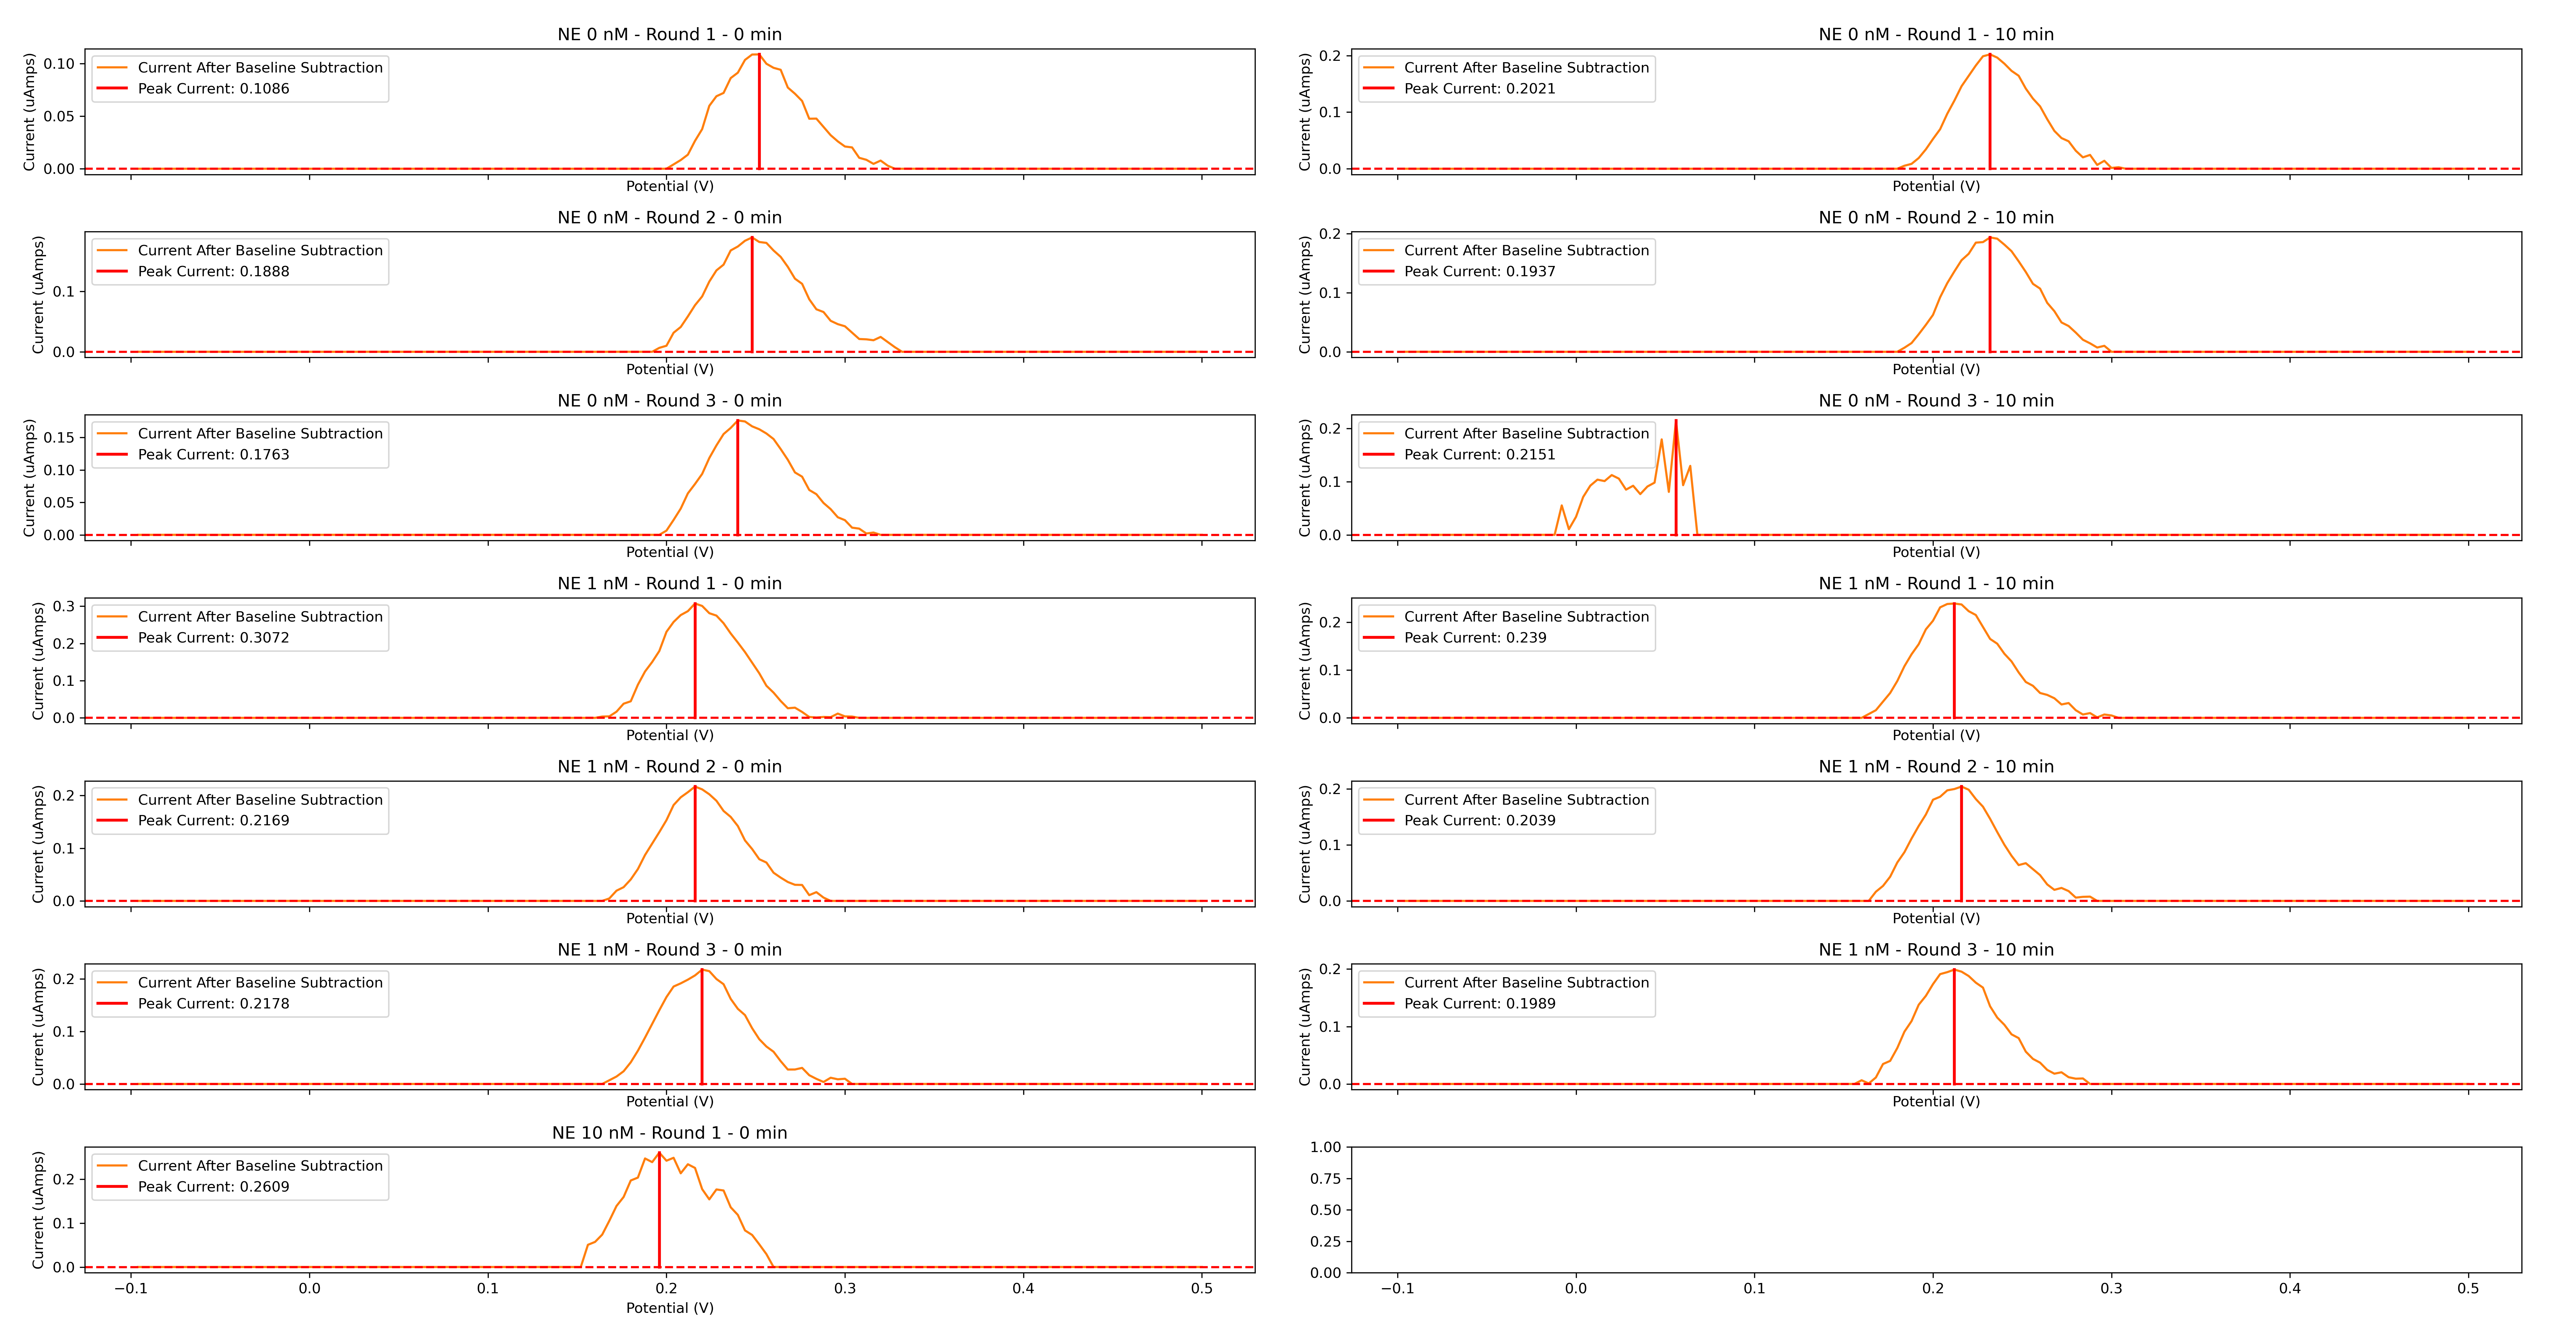 NE 0 nM - Round 1 - 0 min
Current (uAmps)
0.10
0.05
0.00
Current After Baseline Subtraction
Peak Current: 0.1086
Potential (V)
NE 0 nM - Round 1 - 10 min
Current (uAmps)
0.2
0.1
0.0
Current After Baseline Subtraction
Peak Current: 0.2021
Potential (V)
NE 0 nM - Round 2 - 0 min
Current (uAmps)
0.1
0.0
Current After Baseline Subtraction
Peak Current: 0.1888
Potential (V)
NE 0 nM - Round 2 - 10 min
Current (uAmps)
0.2
0.1
0.0
Current After Baseline Subtraction
Peak Current: 0.1937
Potential (V)
NE 0 nM - Round 3 - 0 min
Current (uAmps)
0.15
0.10
0.05
0.00
Current After Baseline Subtraction
Peak Current: 0.1763
Potential (V)
NE 0 nM - Round 3 - 10 min
Current (uAmps)
0.2
0.1
0.0
Current After Baseline Subtraction
Peak Current: 0.2151
Potential (V)
NE 1 nM - Round 1 - 0 min
Current (uAmps)
0.3
0.2
0.1
0.0
Current After Baseline Subtraction
Peak Current: 0.3072
Potential (V)
NE 1 nM - Round 1 - 10 min
Current (uAmps)
0.2
0.1
0.0
Current After Baseline Subtraction
Peak Current: 0.239
Potential (V)
NE 1 nM - Round 2 - 0 min
Current (uAmps)
0.2
0.1
0.0
Current After Baseline Subtraction
Peak Current: 0.2169
Potential (V)
NE 1 nM - Round 2 - 10 min
Current (uAmps)
0.2
0.1
0.0
Current After Baseline Subtraction
Peak Current: 0.2039
Potential (V)
NE 1 nM - Round 3 - 0 min
Current (uAmps)
0.2
0.1
0.0
Current After Baseline Subtraction
Peak Current: 0.2178
Potential (V)
NE 1 nM - Round 3 - 10 min
Current (uAmps)
0.2
0.1
0.0
Current After Baseline Subtraction
Peak Current: 0.1989
Potential (V)
NE 10 nM - Round 1 - 0 min
Current (uAmps)
0.2
0.1
0.0
Current After Baseline Subtraction
Peak Current: 0.2609
−0.1 0.0 0.1 0.2 0.3 0.4 0.5
Potential (V)
1.00
0.75
0.50
0.25
0.00
−0.1 0.0 0.1 0.2 0.3 0.4 0.5